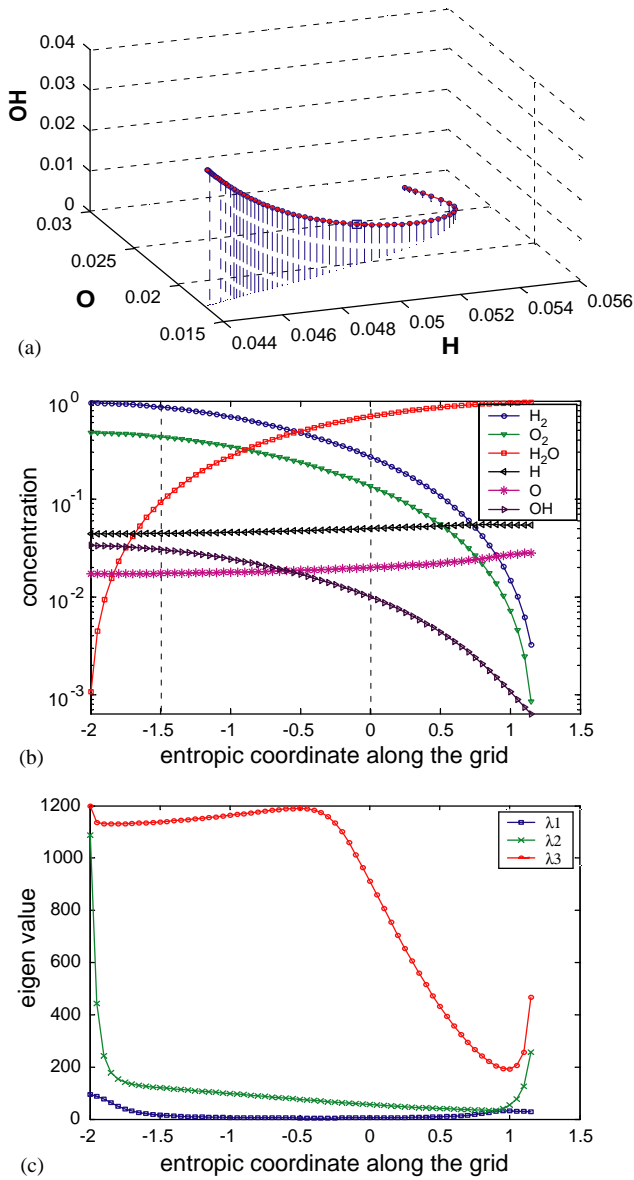 0.04
0.03
0.02
0.01
0
OH
0.03
0.025
0.02
0.015
O
0.044
0.046
0.048
0.05
0.052
0.054
0.056
H
(a)
10^0
10^-1
10^-2
10^-3
concentration
H_2
O_2
H_2O
H
O
OH
-2 -1.5 -1 -0.5 0 0.5 1 1.5
entropic coordinate along the grid
(b)
1200
1000
800
600
400
200
0
eigen value
λ1
λ2
λ3
-2 -1.5 -1 -0.5 0 0.5 1 1.5
entropic coordinate along the grid
(c)